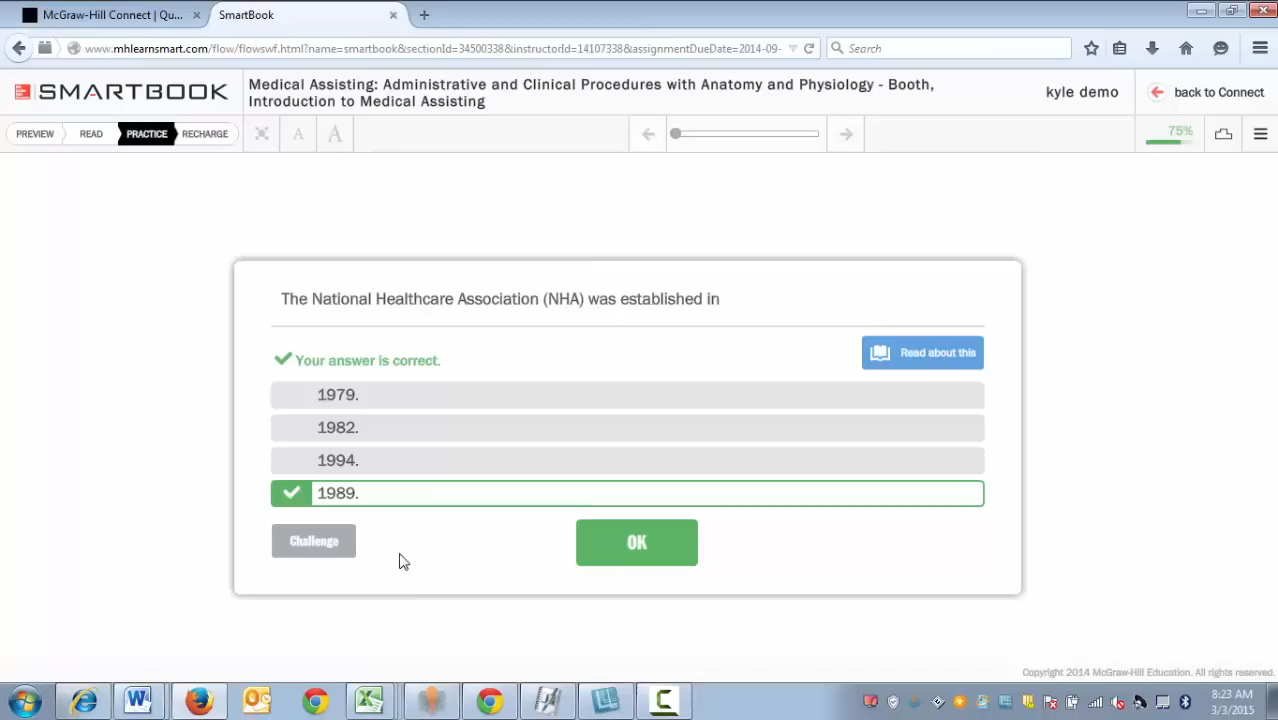 McGraw-Hill Connect | Qu...
SmartBook
www.mhlearnsmart.com/flow/flowswf.html?name=smartbook&sectionId=34500338&instructorId=14107338&assignmentDueDate=2014-09-
Search
SMARTBOOK
Medical Assisting: Administrative and Clinical Procedures with Anatomy and Physiology - Booth,
Introduction to Medical Assisting
kyle demo
back to Connect
PREVIEW
READ
PRACTICE
RECHARGE
A
A
75%
The National Healthcare Association (NHA) was established in
Your answer is correct.
Read about this
1979.
1982.
1994.
1989.
Challenge
OK
Copyright 2014 McGraw-Hill Education. All rights reserved.
8:23 AM
3/3/2015